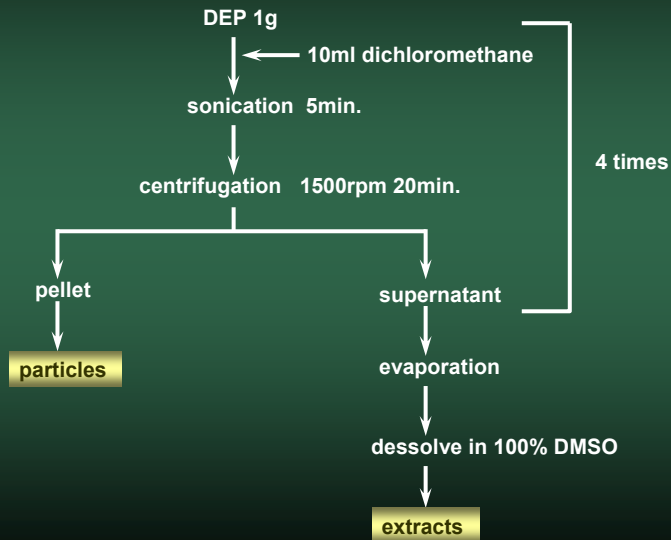 DEP 1g
10ml dichloromethane
sonication 5min.
4 times
centrifugation 1500rpm 20min.
pellet
supernatant
particles
evaporation
dessolve in 100% DMSO
extracts